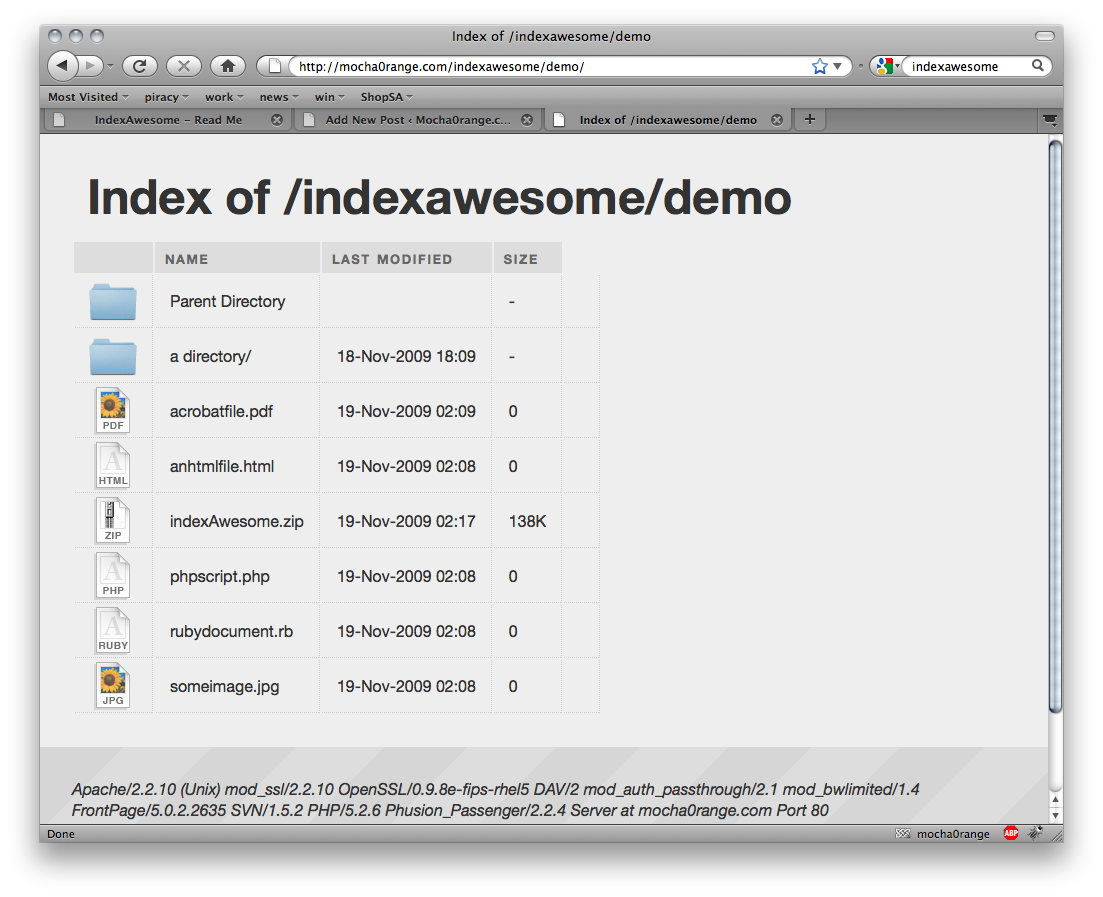 Index of /indexawesome/demo
http://mocha0range.com/indexawesome/demo/ indexawesome
Most Visited piracy work news win ShopSA
IndexAwesome – Read Me Add New Post ‹ Mocha0range.c... Index of /indexawesome/demo +
Index of /indexawesome/demo
NAME LAST MODIFIED SIZE
Parent Directory -
a directory/ 18-Nov-2009 18:09 -
PDF acrobatfile.pdf 19-Nov-2009 02:09 0
HTML anhtmlfile.html 19-Nov-2009 02:08 0
ZIP indexAwesome.zip 19-Nov-2009 02:17 138K
PHP phpscript.php 19-Nov-2009 02:08 0
RUBY rubydocument.rb 19-Nov-2009 02:08 0
JPG someimage.jpg 19-Nov-2009 02:08 0
Apache/2.2.10 (Unix) mod_ssl/2.2.10 OpenSSL/0.9.8e-fips-rhel5 DAV/2 mod_auth_passthrough/2.1 mod_bwlimited/1.4
FrontPage/5.0.2.2635 SVN/1.5.2 PHP/5.2.6 Phusion_Passenger/2.2.4 Server at mocha0range.com Port 80
Done mocha0range ABP